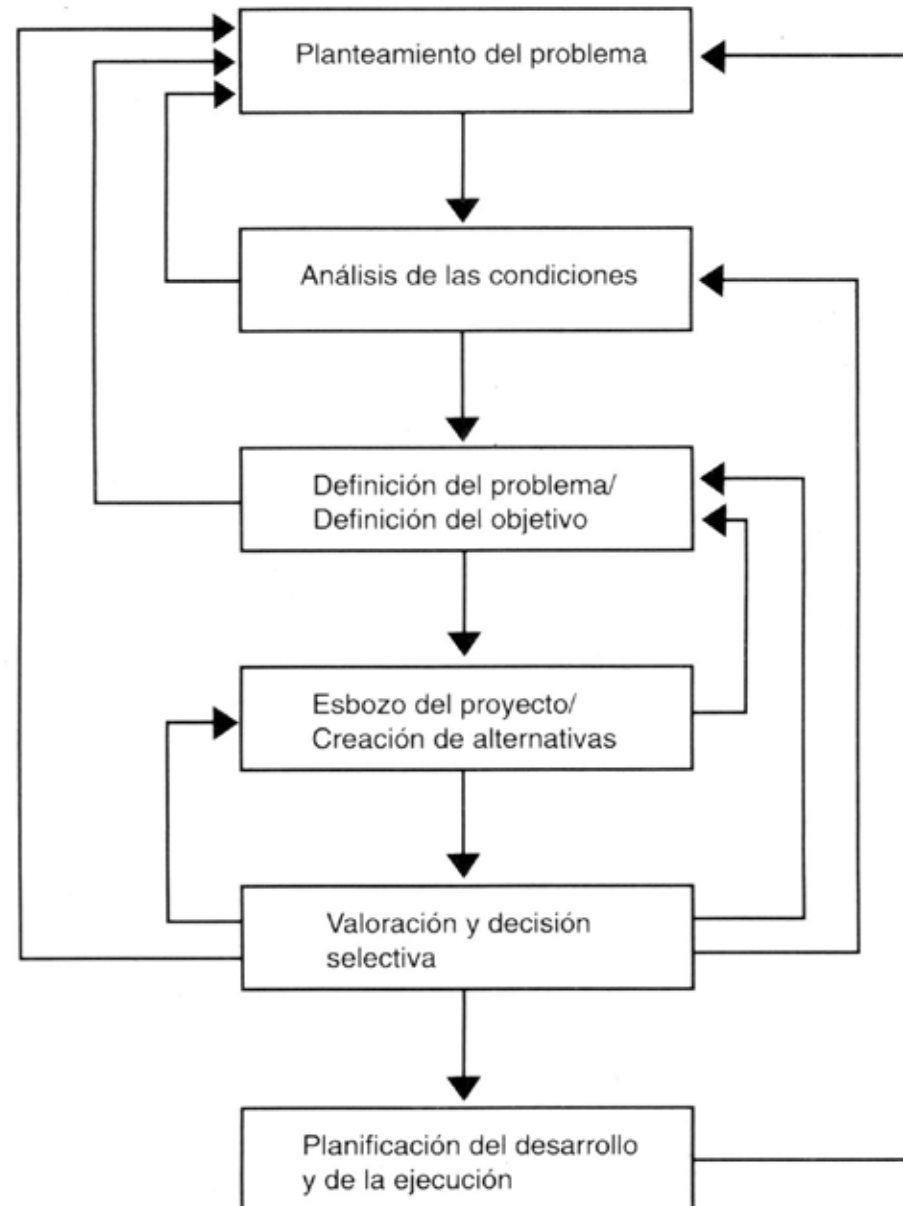 Planteamiento del problema
Análisis de las condiciones
Definición del problema/
Definición del objetivo
Esbozo del proyecto/
Creación de alternativas
Valoración y decisión
selectiva
Planificación del desarrollo
y de la ejecución